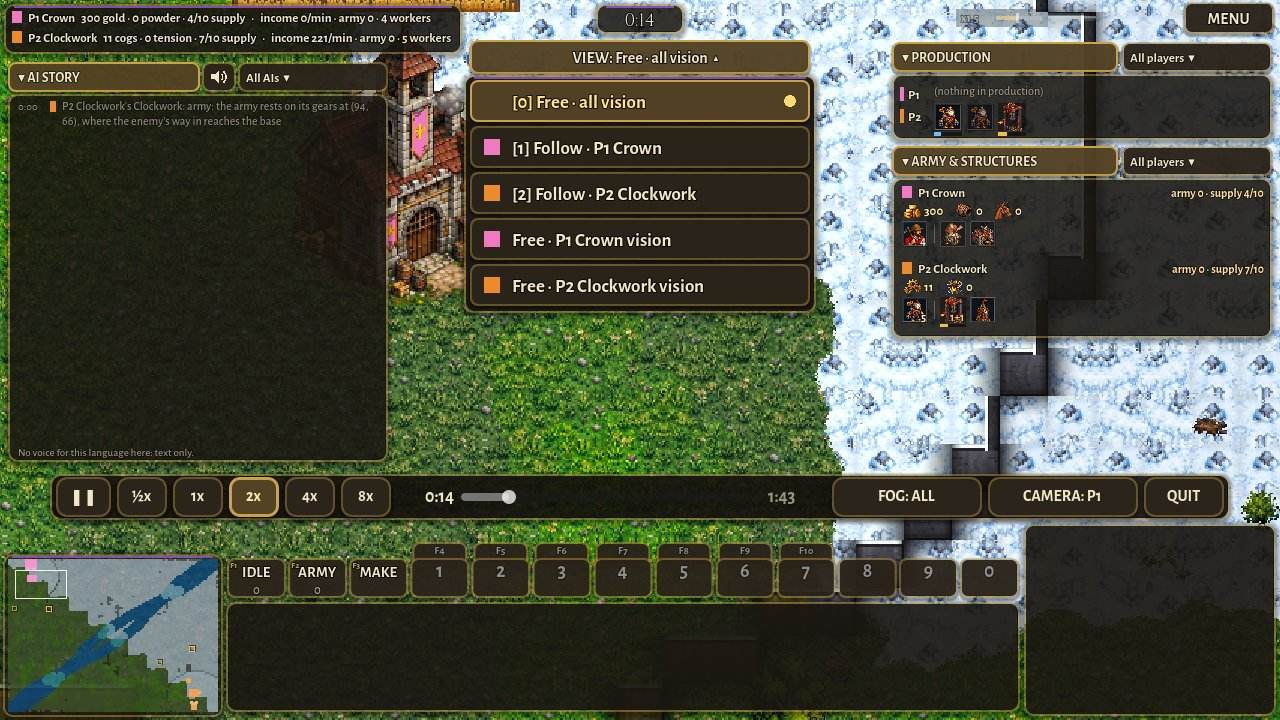 P1 Crown 300 gold · 0 powder · 4/10 supply · income 0/min · army 0 · 4 workers
P2 Clockwork 11 cogs · 0 tension · 7/10 supply · income 221/min · army 0 · 5 workers
0:14
MENU
▾ AI STORY
All AIs ▾
0:00 P2 Clockwork's Clockwork: army: the army rests on its gears at (94,
66), where the enemy's way in reaches the base
No voice for this language here: text only.
VIEW: Free · all vision ▴
[0] Free · all vision
[1] Follow · P1 Crown
[2] Follow · P2 Clockwork
Free · P1 Crown vision
Free · P2 Clockwork vision
▾ PRODUCTION
All players ▾
P1 (nothing in production)
P2
▾ ARMY & STRUCTURES
All players ▾
P1 Crown army 0 · supply 4/10
300 0 0
P2 Clockwork army 0 · supply 7/10
11 0
½x
1x
2x
4x
8x
0:14
1:43
FOG: ALL
CAMERA: P1
QUIT
F1 IDLE 0
F2 ARMY 0
F3 MAKE
F4 F5 F6 F7 F8 F9 F10
1 2 3 4 5 6 7 8 9 0